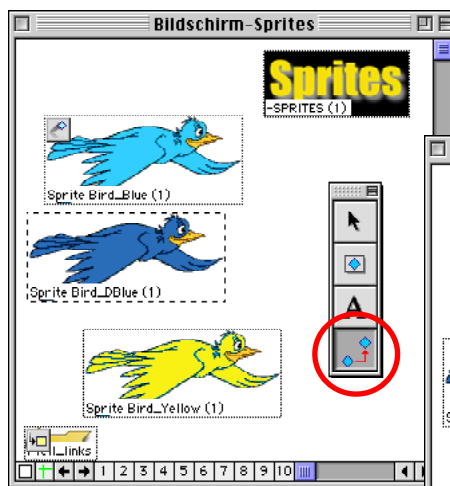 Bildschirm-Sprites
Sprites
-SPRITES (1)
Sprite Bird_Blue (1)
Sprite Bird_DBlue (1)
A
Sprite Bird_Yellow (1)
1 2 3 4 5 6 7 8 9 10